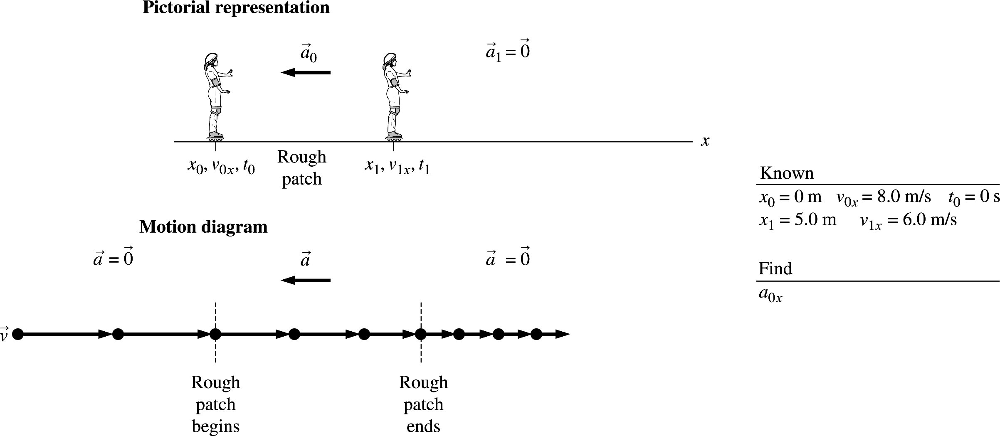 Pictorial representation
a⃗₀
a⃗₁ = 0⃗
x
x₀, v₀ₓ, t₀
Rough
patch
x₁, v₁ₓ, t₁
Known
x₀ = 0 m v₀ₓ = 8.0 m/s t₀ = 0 s
x₁ = 5.0 m v₁ₓ = 6.0 m/s
Find
a₀ₓ
Motion diagram
a⃗ = 0⃗
a⃗
a⃗ = 0⃗
v⃗
Rough
patch
begins
Rough
patch
ends